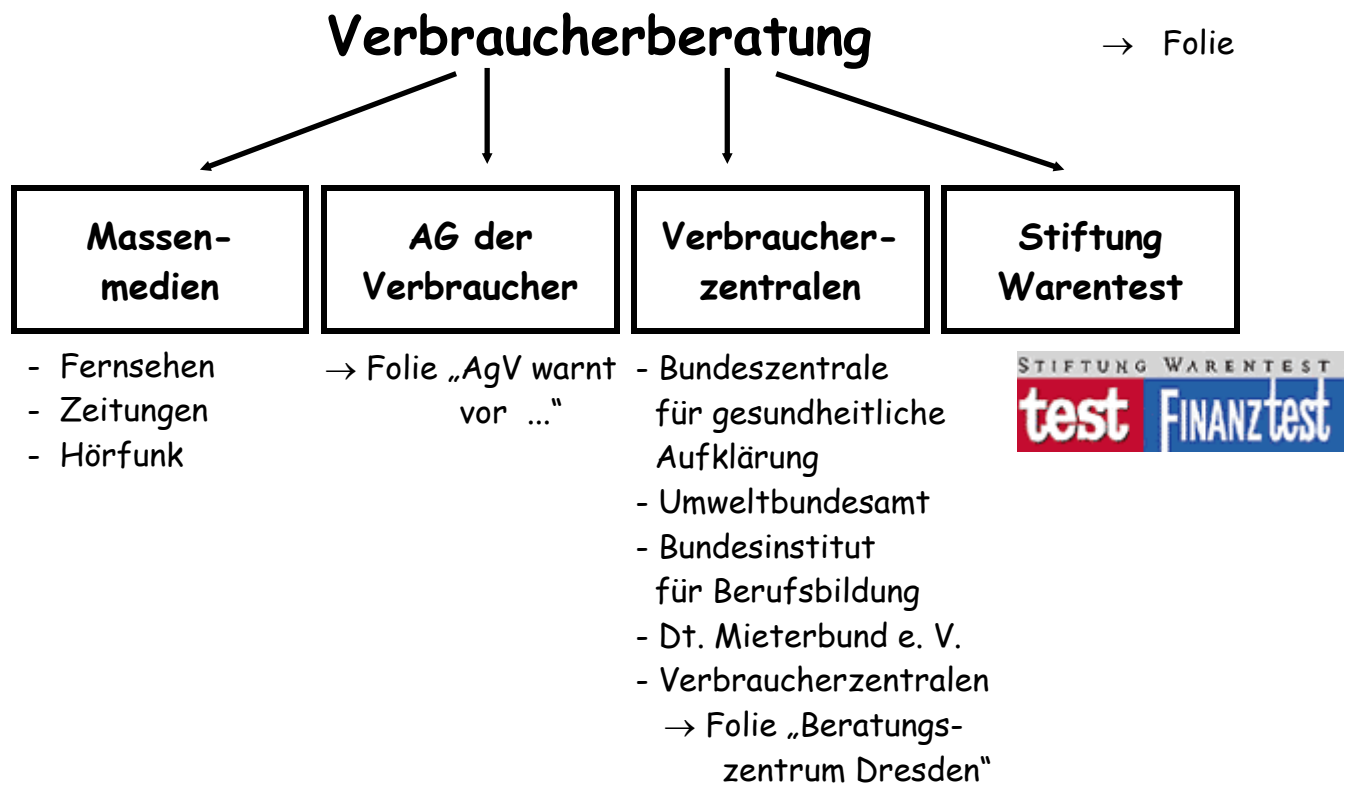 Verbraucherberatung
→ Folie
Massen-
medien
- Fernsehen
- Zeitungen
- Hörfunk
AG der
Verbraucher
→ Folie „AgV warnt
vor ...“
Verbraucher-
zentralen
- Bundeszentrale
für gesundheitliche
Aufklärung
- Umweltbundesamt
- Bundesinstitut
für Berufsbildung
- Dt. Mieterbund e. V.
- Verbraucherzentralen
→ Folie „Beratungs-
zentrum Dresden“
Stiftung
Warentest
STIFTUNG WARENTEST
test FINANZtest